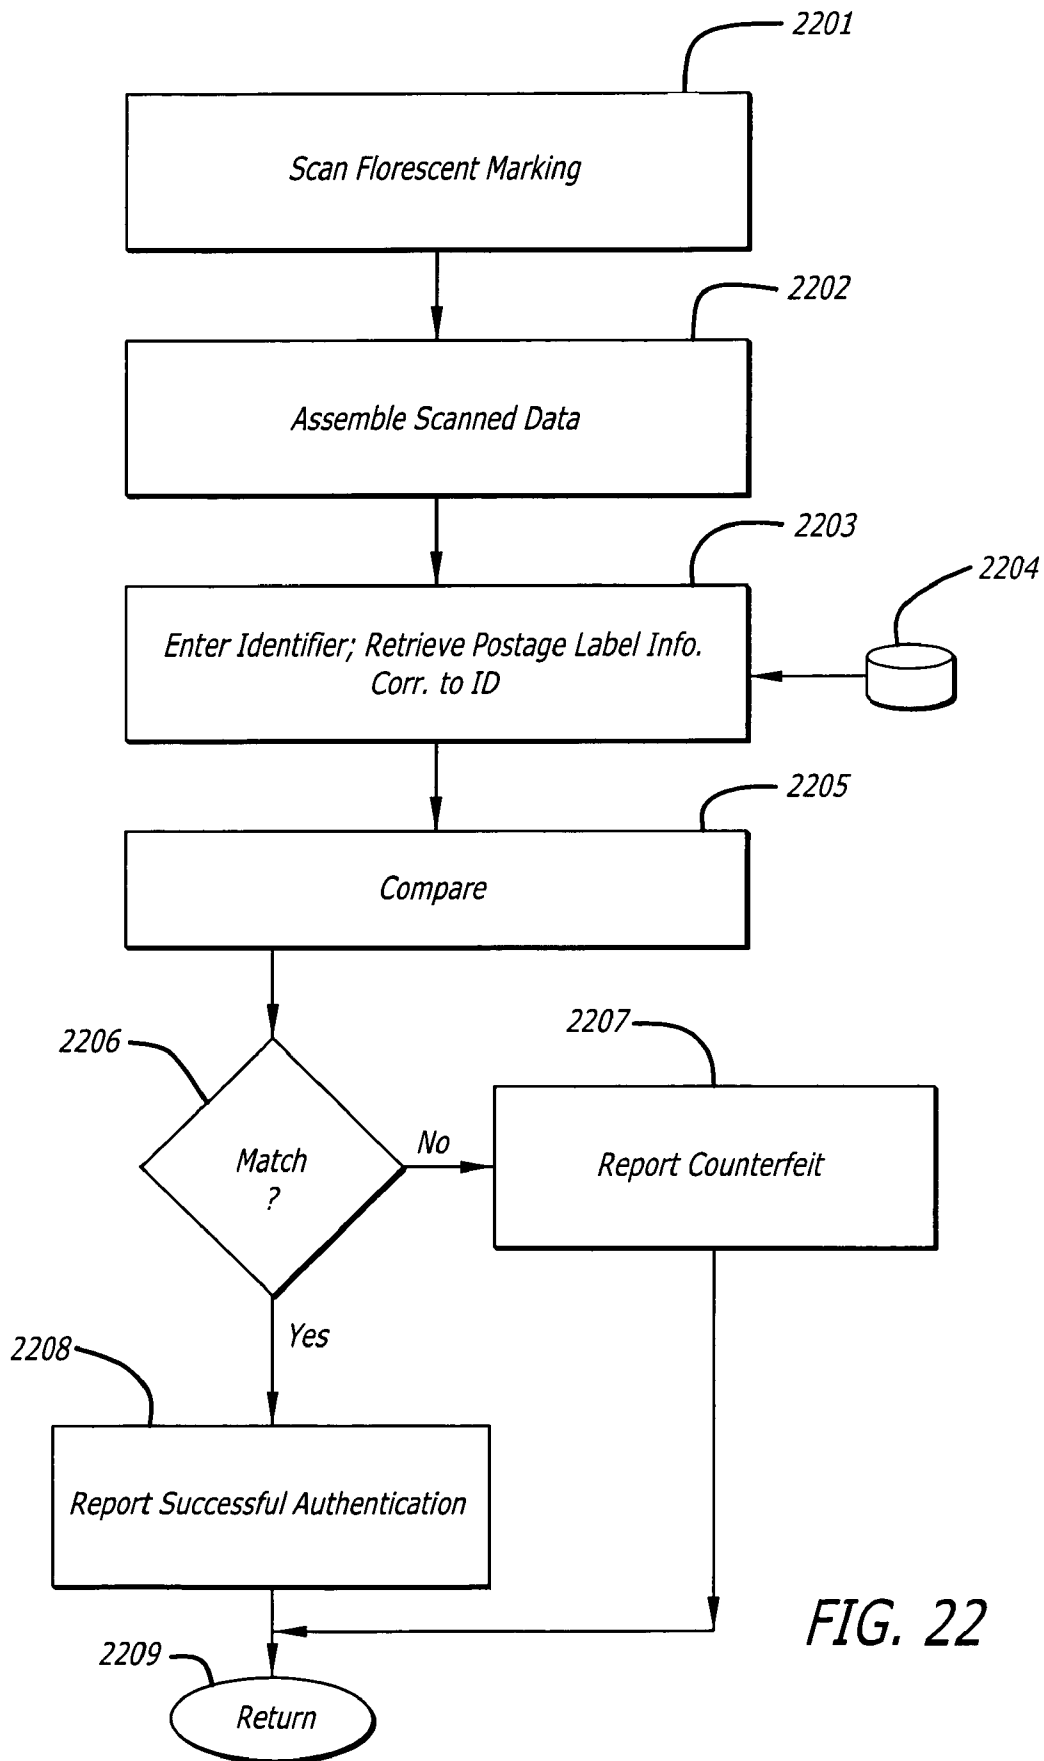 2201
Scan Florescent Marking
2202
Assemble Scanned Data
2203
2204
Enter Identifier; Retrieve Postage Label Info.
Corr. to ID
2205
Compare
2206
2207
Match
?
No
Report Counterfeit
Yes
2208
Report Successful Authentication
FIG. 22
2209
Return